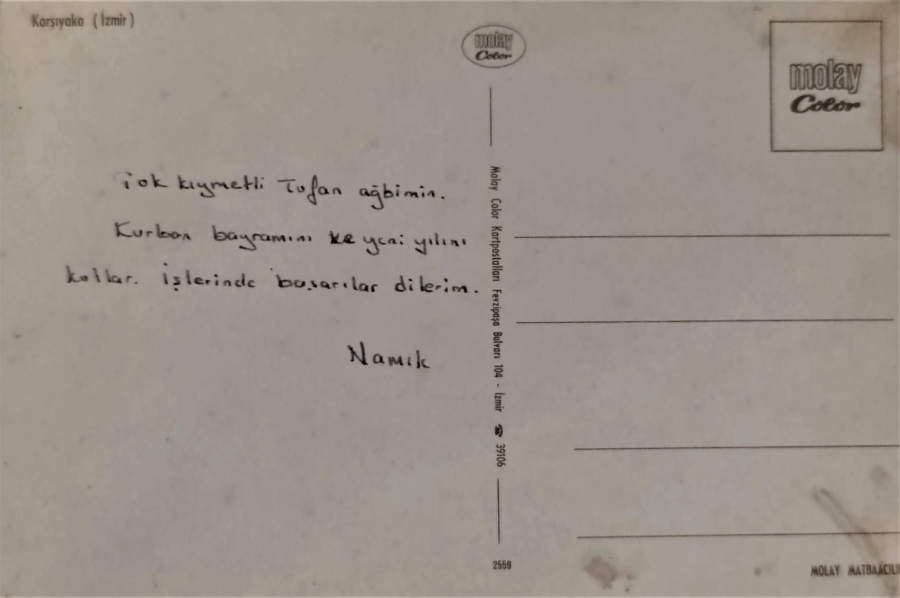 Karşıyaka (İzmir)
molay
Color
molay
Color
Çok kıymetli Tufan ağbimin.
Kurban bayramını ve yeni yılını
kutlar. İşlerinde başarılar dilerim.
Namık
Molay Color Kartpostalları Fevzipaşa Bulvarı 104 - İzmir ☎ 39106
2558
MOLAY MATBAACILI